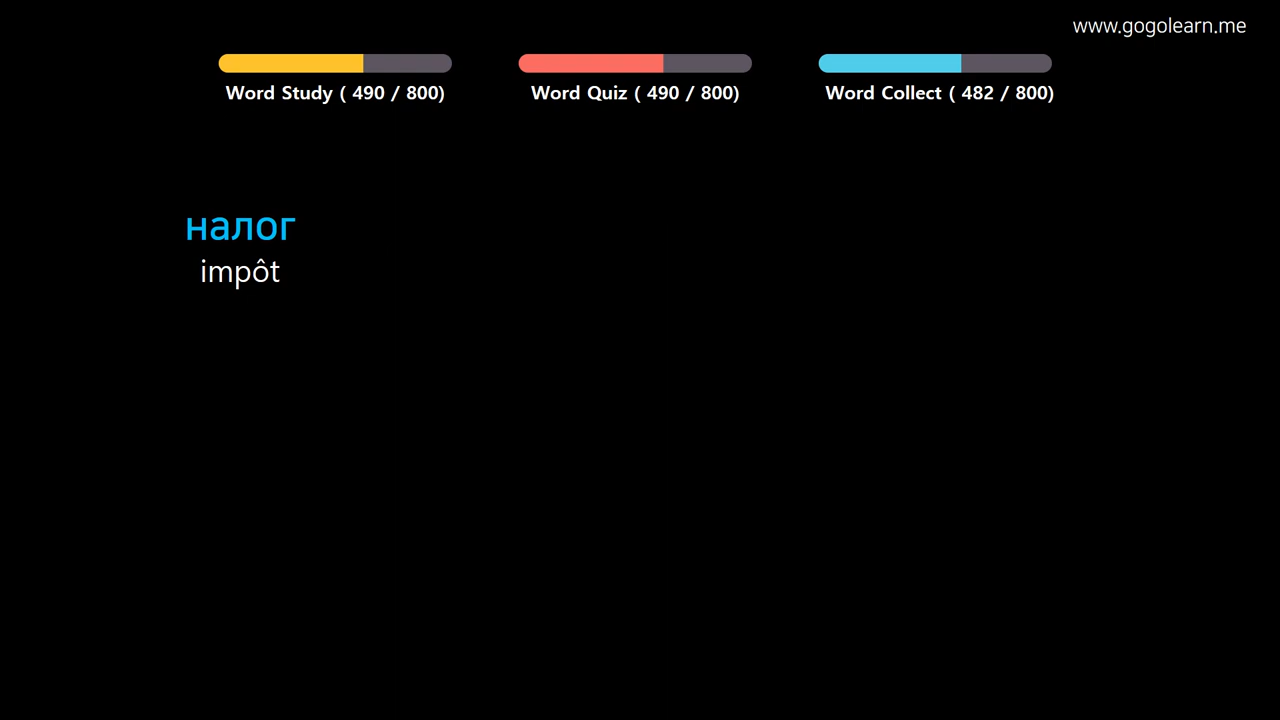 www.gogolearn.me
Word Study ( 490 / 800)
Word Quiz ( 490 / 800)
Word Collect ( 482 / 800)
налог
impôt